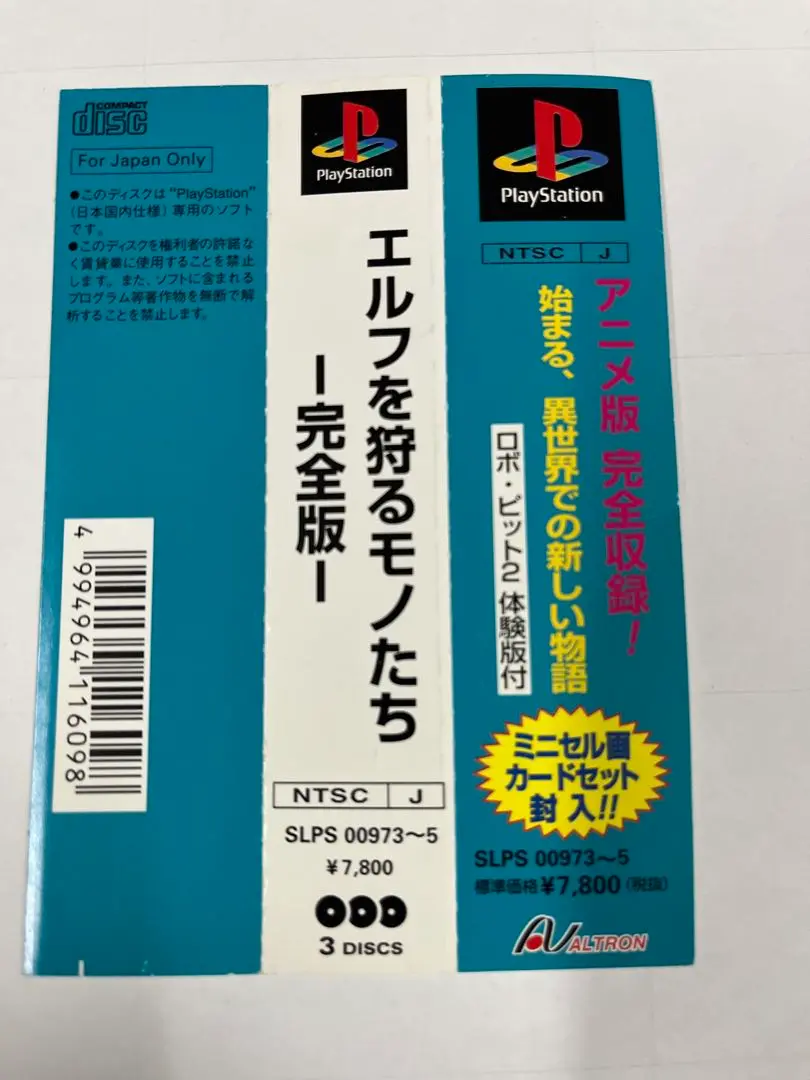 COMPACT
disc
For Japan Only
●このディスクは"PlayStation"
(日本国内仕様)専用のソフト
です。
●このディスクを権利者の許諾な
く賃貸業に使用することを禁止
します。また、ソフトに含まれる
プログラム等著作物を無断で解
析することを禁止します。
4 994964 116098
PlayStation
エルフを狩るモノたち
ー完全版ー
NTSC J
SLPS 00973〜5
¥7,800
3 DISCS
PlayStation
NTSC J
アニメ版 完全収録!
始まる、異世界での新しい物語
ロボ・ピット2 体験版付
ミニセル画
カードセット
封入!!
SLPS 00973〜5
標準価格¥7,800(税抜)
ALTRON